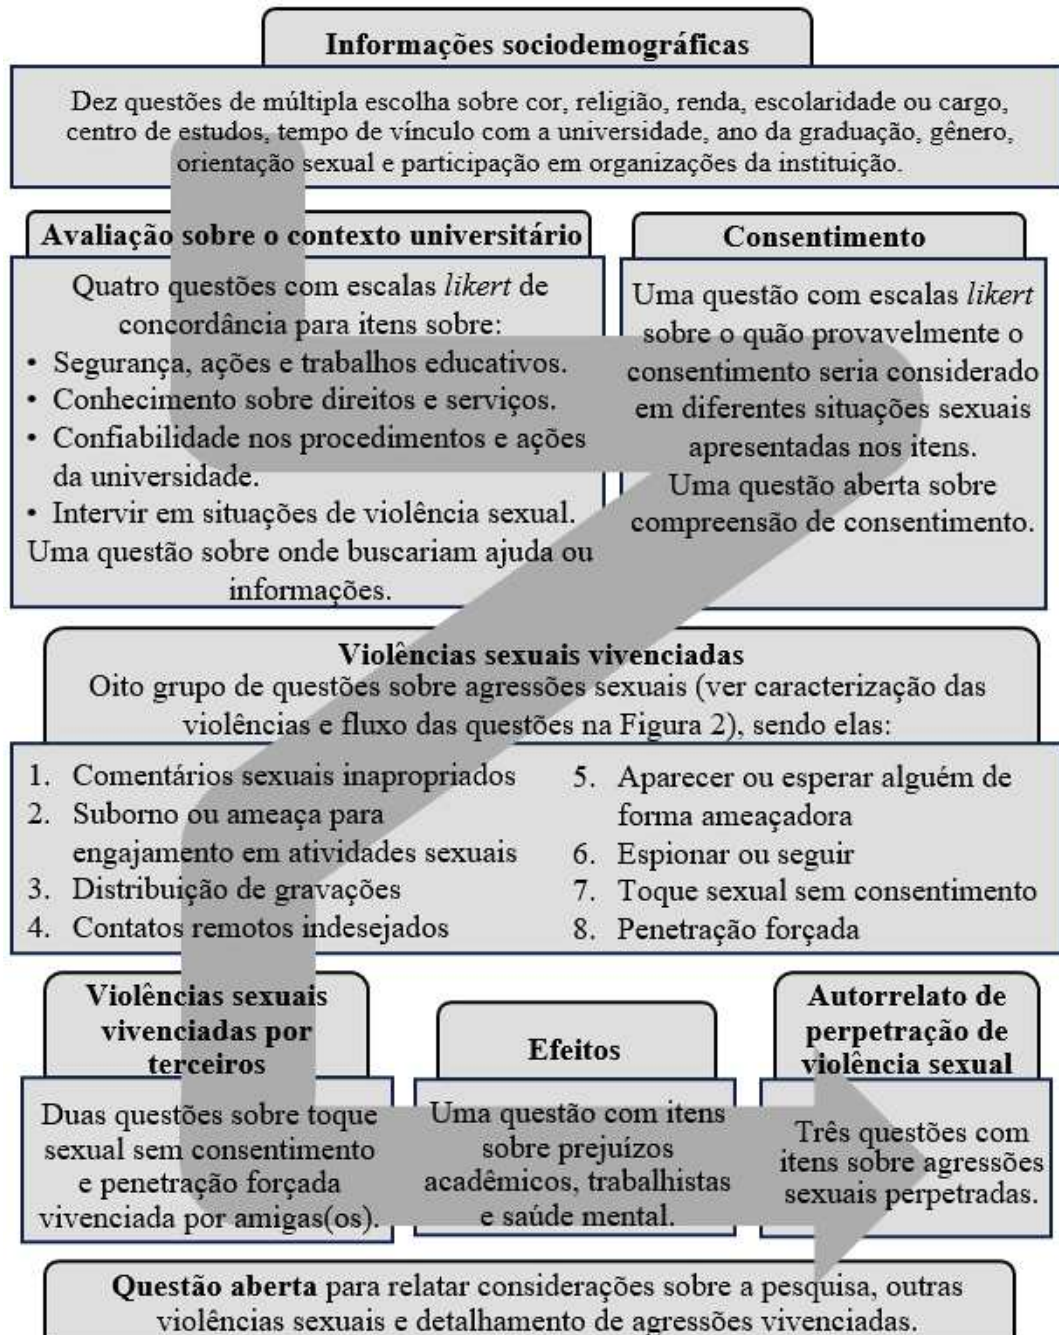 Informações sociodemográficas
Dez questões de múltipla escolha sobre cor, religião, renda, escolaridade ou cargo,
centro de estudos, tempo de vínculo com a universidade, ano da graduação, gênero,
orientação sexual e participação em organizações da instituição.
Avaliação sobre o contexto universitário
Quatro questões com escalas likert de
concordância para itens sobre:
• Segurança, ações e trabalhos educativos.
• Conhecimento sobre direitos e serviços.
• Confiabilidade nos procedimentos e ações
da universidade.
• Intervir em situações de violência sexual.
Uma questão sobre onde buscariam ajuda ou
informações.
Consentimento
Uma questão com escalas likert
sobre o quão provavelmente o
consentimento seria considerado
em diferentes situações sexuais
apresentadas nos itens.
Uma questão aberta sobre
compreensão de consentimento.
Violências sexuais vivenciadas
Oito grupo de questões sobre agressões sexuais (ver caracterização das
violências e fluxo das questões na Figura 2), sendo elas:
1. Comentários sexuais inapropriados
2. Suborno ou ameaça para
engajamento em atividades sexuais
3. Distribuição de gravações
4. Contatos remotos indesejados
5. Aparecer ou esperar alguém de
forma ameaçadora
6. Espionar ou seguir
7. Toque sexual sem consentimento
8. Penetração forçada
Violências sexuais
vivenciadas por
terceiros
Duas questões sobre toque
sexual sem consentimento
e penetração forçada
vivenciada por amigas(os).
Efeitos
Uma questão com itens
sobre prejuízos
acadêmicos, trabalhistas
e saúde mental.
Autorrelato de
perpetração de
violência sexual
Três questões com
itens sobre agressões
sexuais perpetradas.
Questão aberta para relatar considerações sobre a pesquisa, outras
violências sexuais e detalhamento de agressões vivenciadas.